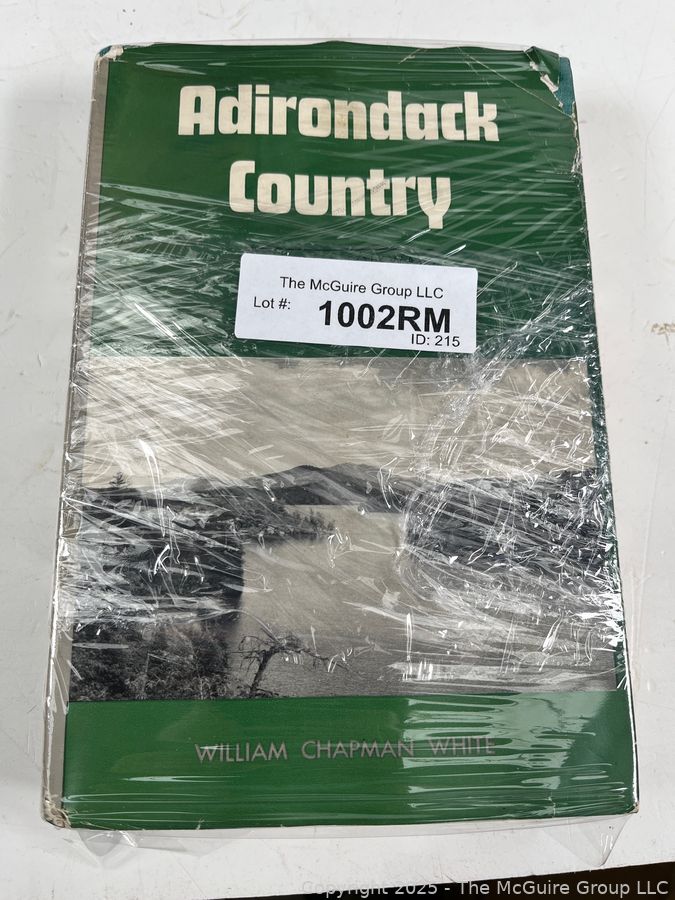 Adirondack
Country
The McGuire Group LLC
Lot #: 1002RM
ID: 215
WILLIAM CHAPMAN WHITE
Copyright 2025 - The McGuire Group LLC